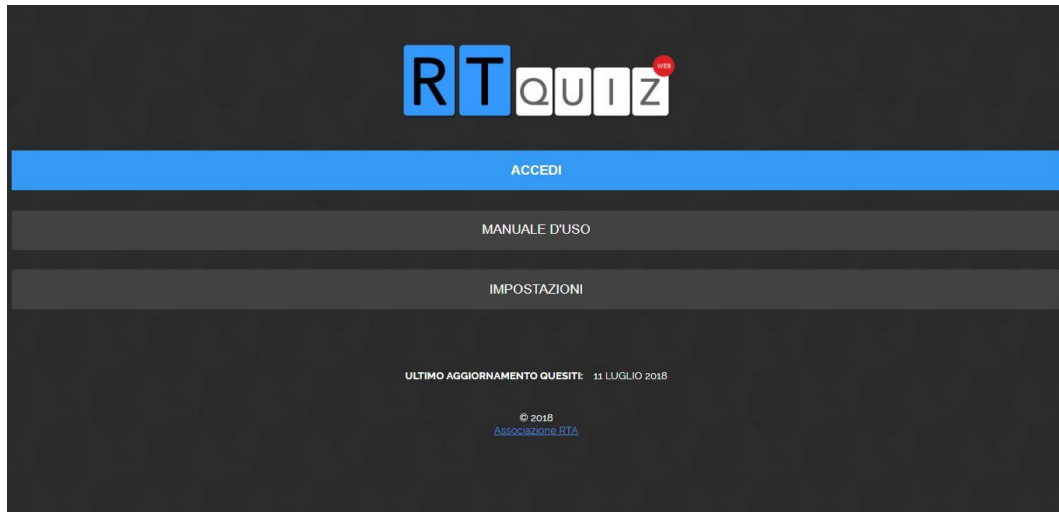 RTQUIZ WEB
ACCEDI
MANUALE D'USO
IMPOSTAZIONI
ULTIMO AGGIORNAMENTO QUESITI: 11 LUGLIO 2018
© 2018
Associazione RTA